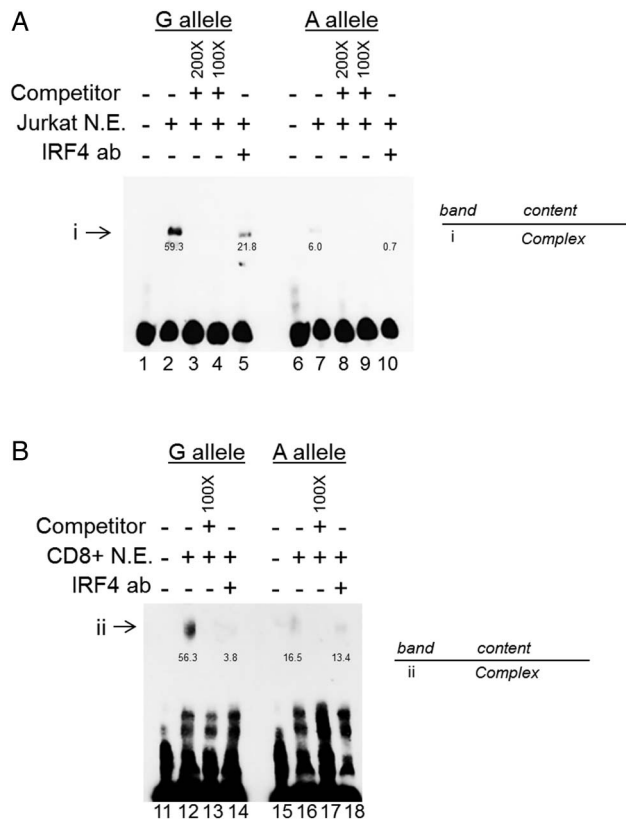 A
G allele A allele
200X 100X 200X 100X
Competitor - - + + - - - + + -
Jurkat N.E. - + + + + - + + + +
IRF4 ab - - - - + - - - - +
i → 59.3 21.8 6.0 0.7
band content
i Complex
1 2 3 4 5 6 7 8 9 10
B
G allele A allele
100X 100X
Competitor - - + - - - + -
CD8+ N.E. - + + + - + + +
IRF4 ab - - - + - - - +
ii → 56.3 3.8 16.5 13.4
band content
ii Complex
11 12 13 14 15 16 17 18